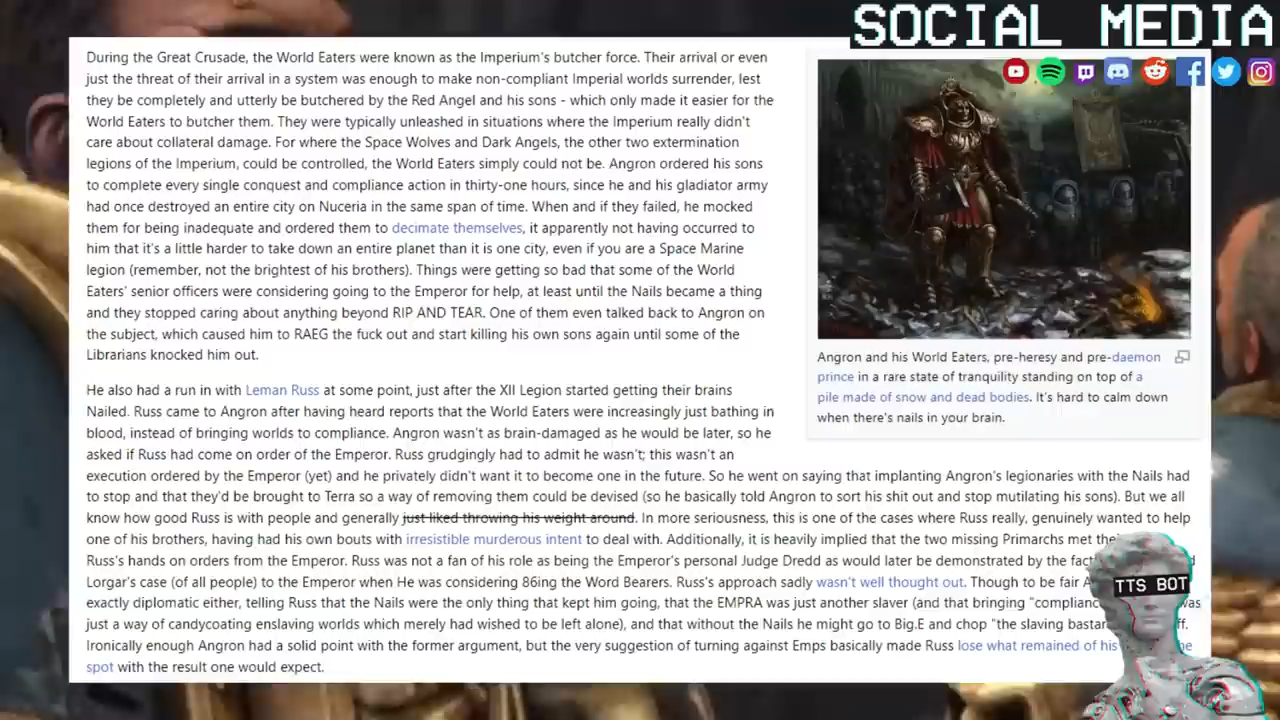 SOCIAL MEDIA
During the Great Crusade, the World Eaters were known as the Imperium's butcher force. Their arrival or even
just the threat of their arrival in a system was enough to make non-compliant Imperial worlds surrender, lest
they be completely and utterly be butchered by the Red Angel and his sons - which only made it easier for the
World Eaters to butcher them. They were typically unleashed in situations where the Imperium really didn't
care about collateral damage. For where the Space Wolves and Dark Angels, the other two extermination
legions of the Imperium, could be controlled, the World Eaters simply could not be. Angron ordered his sons
to complete every single conquest and compliance action in thirty-one hours, since he and his gladiator army
had once destroyed an entire city on Nuceria in the same span of time. When and if they failed, he mocked
them for being inadequate and ordered them to decimate themselves, it apparently not having occurred to
him that it's a little harder to take down an entire planet than it is one city, even if you are a Space Marine
legion (remember, not the brightest of his brothers). Things were getting so bad that some of the World
Eaters' senior officers were considering going to the Emperor for help, at least until the Nails became a thing
and they stopped caring about anything beyond RIP AND TEAR. One of them even talked back to Angron on
the subject, which caused him to RAEG the fuck out and start killing his own sons again until some of the
Librarians knocked him out.
Angron and his World Eaters, pre-heresy and pre-daemon
prince in a rare state of tranquility standing on top of a
pile made of snow and dead bodies. It's hard to calm down
when there's nails in your brain.
He also had a run in with Leman Russ at some point, just after the XII Legion started getting their brains
Nailed. Russ came to Angron after having heard reports that the World Eaters were increasingly just bathing in
blood, instead of bringing worlds to compliance. Angron wasn't as brain-damaged as he would be later, so he
asked if Russ had come on order of the Emperor. Russ grudgingly had to admit he wasn't; this wasn't an
execution ordered by the Emperor (yet) and he privately didn't want it to become one in the future. So he went on saying that implanting Angron's legionaries with the Nails had
to stop and that they'd be brought to Terra so a way of removing them could be devised (so he basically told Angron to sort his shit out and stop mutilating his sons). But we all
know how good Russ is with people and generally just liked throwing his weight around. In more seriousness, this is one of the cases where Russ really, genuinely wanted to help
one of his brothers, having had his own bouts with irresistible murderous intent to deal with. Additionally, it is heavily implied that the two missing Primarchs met
Russ's hands on orders from the Emperor. Russ was not a fan of his role as being the Emperor's personal Judge Dredd as would later be demonstrated by the
Lorgar's case (of all people) to the Emperor when He was considering 86ing the Word Bearers. Russ's approach sadly wasn't well thought out. Though to be fair
exactly diplomatic either, telling Russ that the Nails were the only thing that kept him going, that the EMPRA was just another slaver (and that bringing was
just a way of candycoating enslaving worlds which merely had wished to be left alone), and that without the Nails he might go to Big.E and chop "the slaving
Ironically enough Angron had a solid point with the former argument, but the very suggestion of turning against Emps basically made Russ lose what remained of his
spot with the result one would expect.
TTS BOT